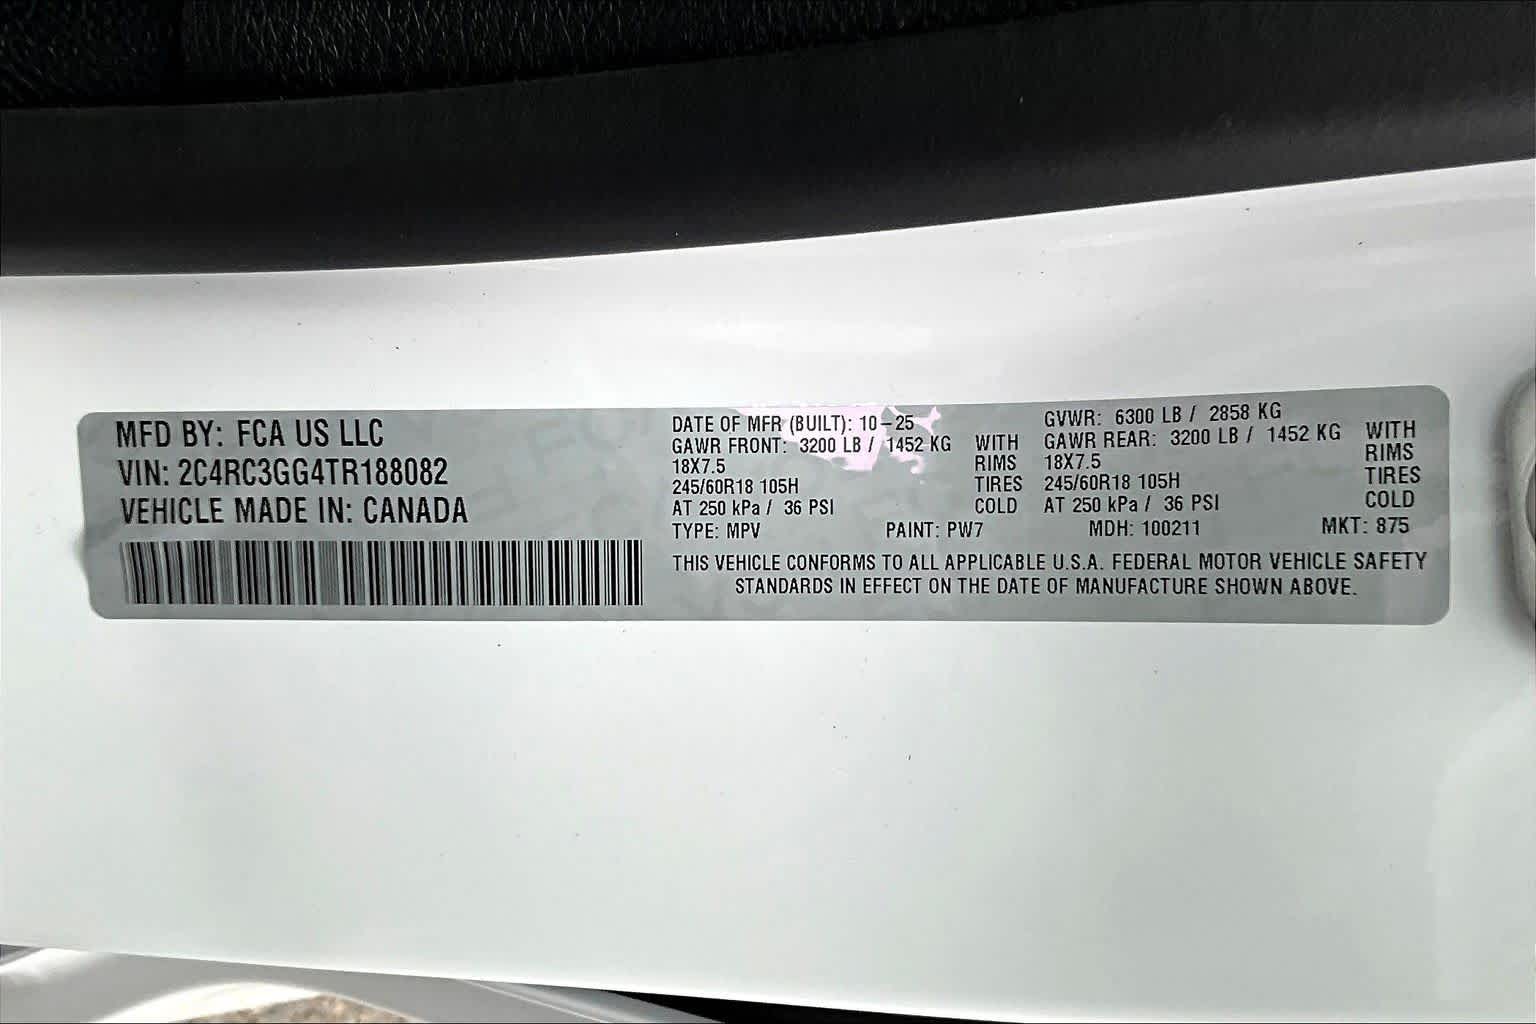 MFD BY: FCA US LLC
VIN: 2C4RC3GG4TR188082
VEHICLE MADE IN: CANADA
DATE OF MFR (BUILT): 10-25
GAWR FRONT: 3200 LB / 1452 KG WITH
18X7.5 RIMS
245/60R18 105H TIRES
AT 250 kPa / 36 PSI COLD
GVWR: 6300 LB / 2858 KG
GAWR REAR: 3200 LB / 1452 KG WITH
18X7.5 RIMS
245/60R18 105H TIRES
AT 250 kPa / 36 PSI COLD
TYPE: MPV PAINT: PW7 MDH: 100211 MKT: 875
THIS VEHICLE CONFORMS TO ALL APPLICABLE U.S.A. FEDERAL MOTOR VEHICLE SAFETY
STANDARDS IN EFFECT ON THE DATE OF MANUFACTURE SHOWN ABOVE.